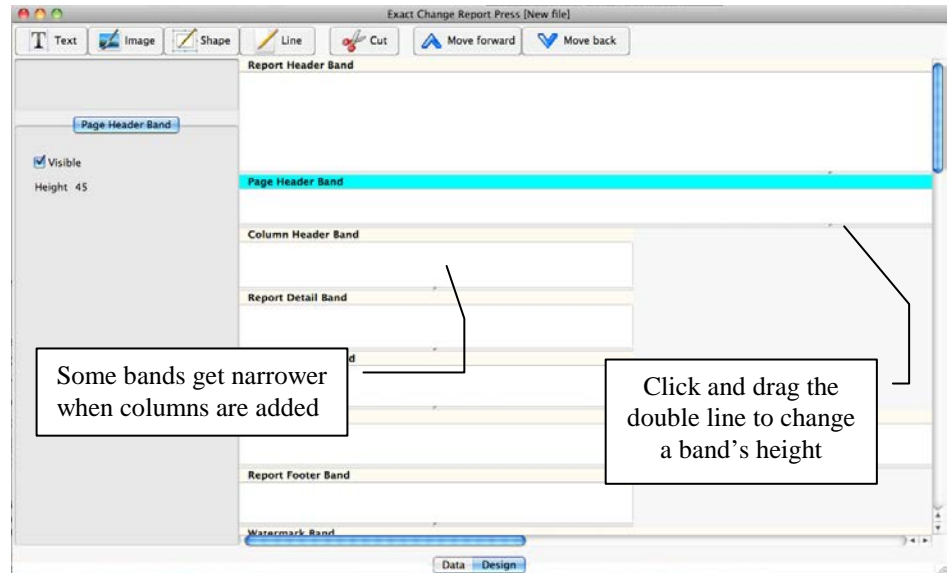 Exact Change Report Press [New file]
Text Image Shape Line Cut Move forward Move back
Report Header Band
Page Header Band
Visible
Height 45
Page Header Band
Column Header Band
Report Detail Band
d
Some bands get narrower
when columns are added
Click and drag the
double line to change
a band's height
Report Footer Band
Watermark Band
Data Design